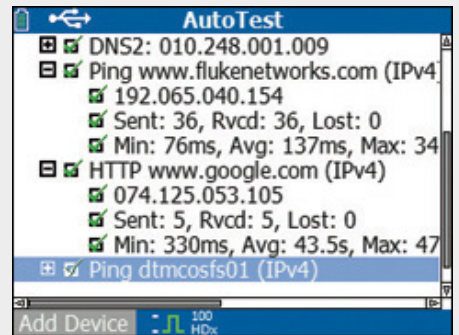 AutoTest
DNS2: 010.248.001.009
Ping www.flukenetworks.com (IPv4
192.065.040.154
Sent: 36, Rvcd: 36, Lost: 0
Min: 76ms, Avg: 137ms, Max: 34
HTTP www.google.com (IPv4)
074.125.053.105
Sent: 5, Rvcd: 5, Lost: 0
Min: 330ms, Avg: 43.5s, Max: 47
Ping dtmcosfs01 (IPv4)
Add Device 100
HDx